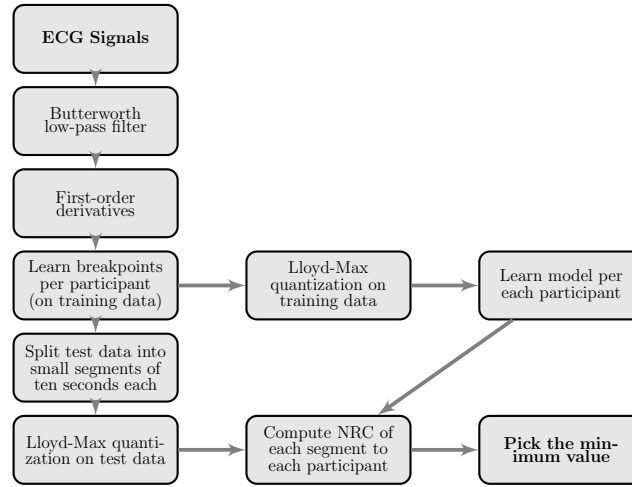 ECG Signals
Butterworth
low-pass filter
First-order
derivatives
Learn breakpoints
per participant
(on training data)
Lloyd-Max
quantization on
training data
Learn model per
each participant
Split test data into
small segments of
ten seconds each
Lloyd-Max quanti-
zation on test data
Compute NRC of
each segment to
each participant
Pick the min-
imum value